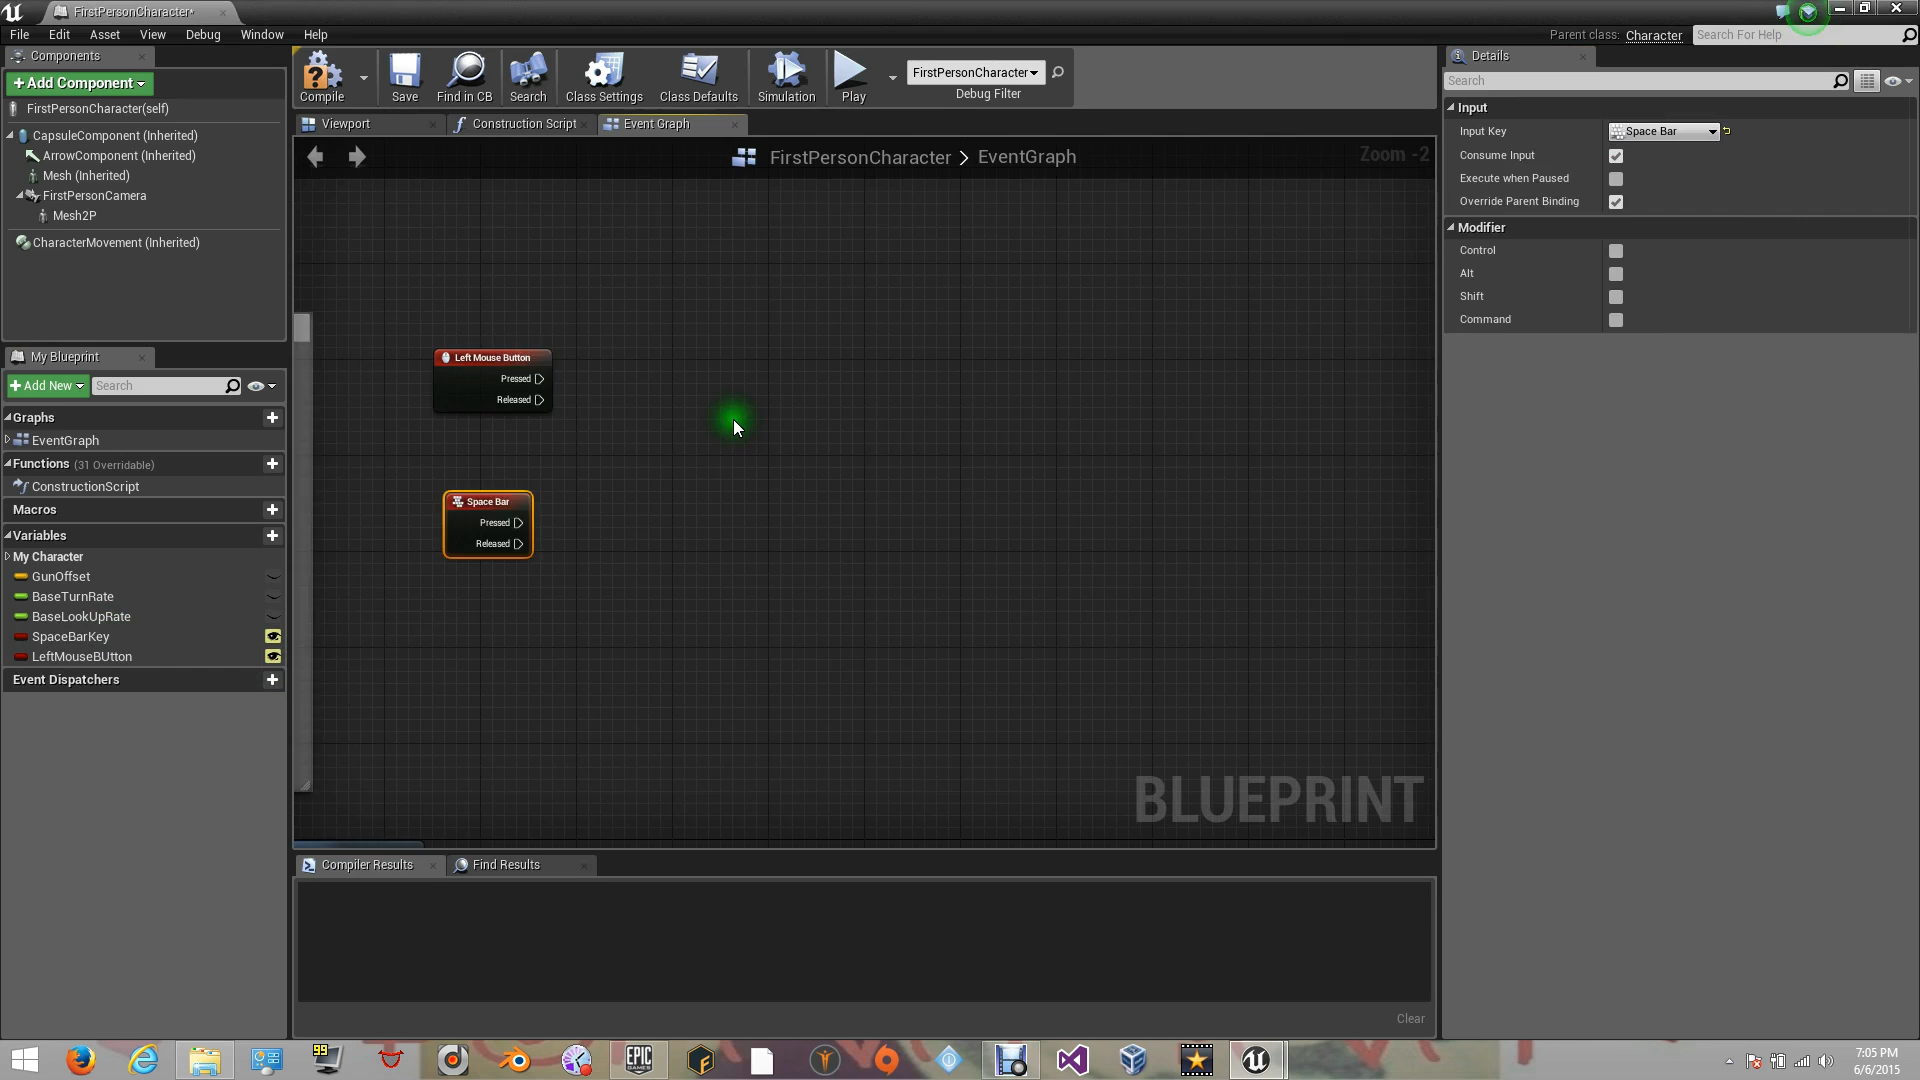 FirstPersonCharacter*
File Edit Asset View Debug Window Help
Parent class: Character Search For Help
Components
Add Component
FirstPersonCharacter(self)
CapsuleComponent (Inherited)
ArrowComponent (Inherited)
Mesh (Inherited)
FirstPersonCamera
Mesh2P
CharacterMovement (Inherited)
Compile Save Find in CB Search Class Settings Class Defaults Simulation Play
FirstPersonCharacter
Debug Filter
Viewport Construction Script Event Graph
FirstPersonCharacter > EventGraph
Zoom -2
Left Mouse Button
Pressed
Released
Space Bar
Pressed
Released
BLUEPRINT
My Blueprint
Add New Search
Graphs
EventGraph
Functions (31 Overridable)
ConstructionScript
Macros
Variables
My Character
GunOffset
BaseTurnRate
BaseLookUpRate
SpaceBarKey
LeftMouseBUtton
Event Dispatchers
Compiler Results Find Results
Clear
Details
Search
Input
Input Key Space Bar
Consume Input
Execute when Paused
Override Parent Binding
Modifier
Control
Alt
Shift
Command
99
EPIC GAMES
7:05 PM
6/6/2015